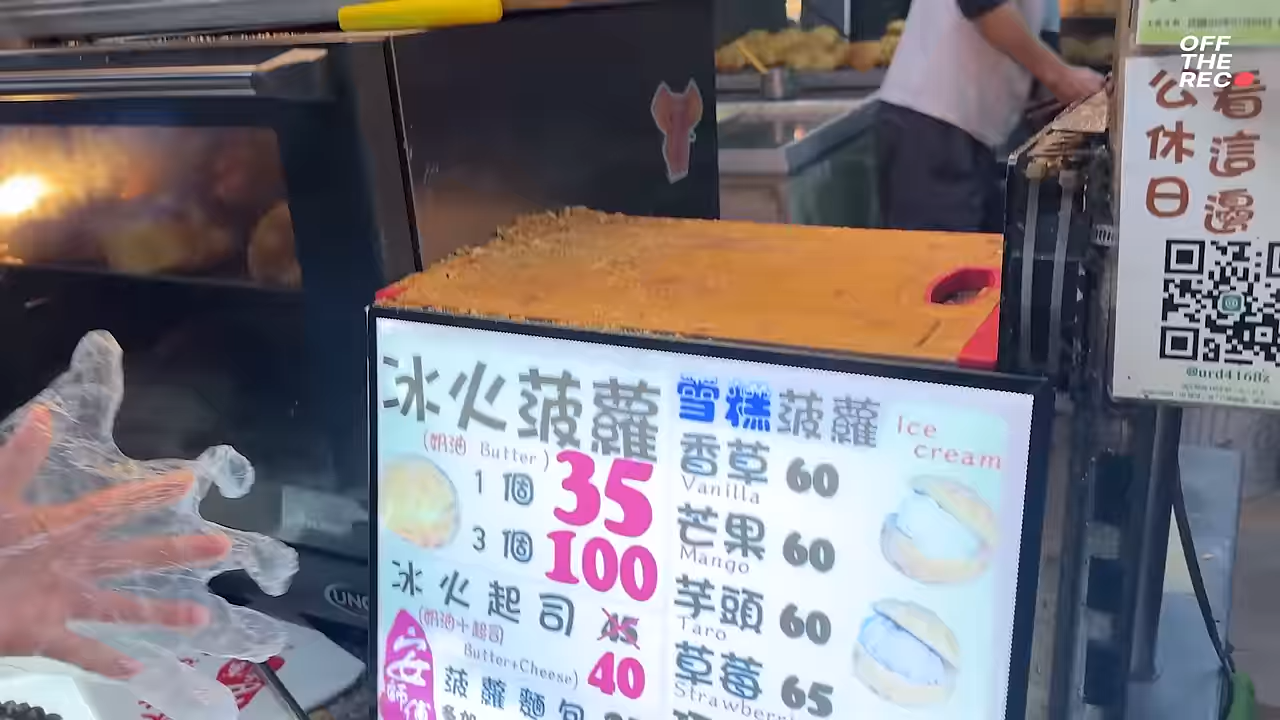 OFF
THE
REC
公 看
休 這
日 邊
@urd4168z
冰火菠蘿
(奶油 Butter)
1個 35
3個 100
冰火起司 45
(奶油+起司
Butter+Cheese) 40
菠蘿麵包
雪糕菠蘿 Ice
cream
香草 60
Vanilla
芒果 60
Mango
芋頭 60
Taro
草莓 65
Strawberri